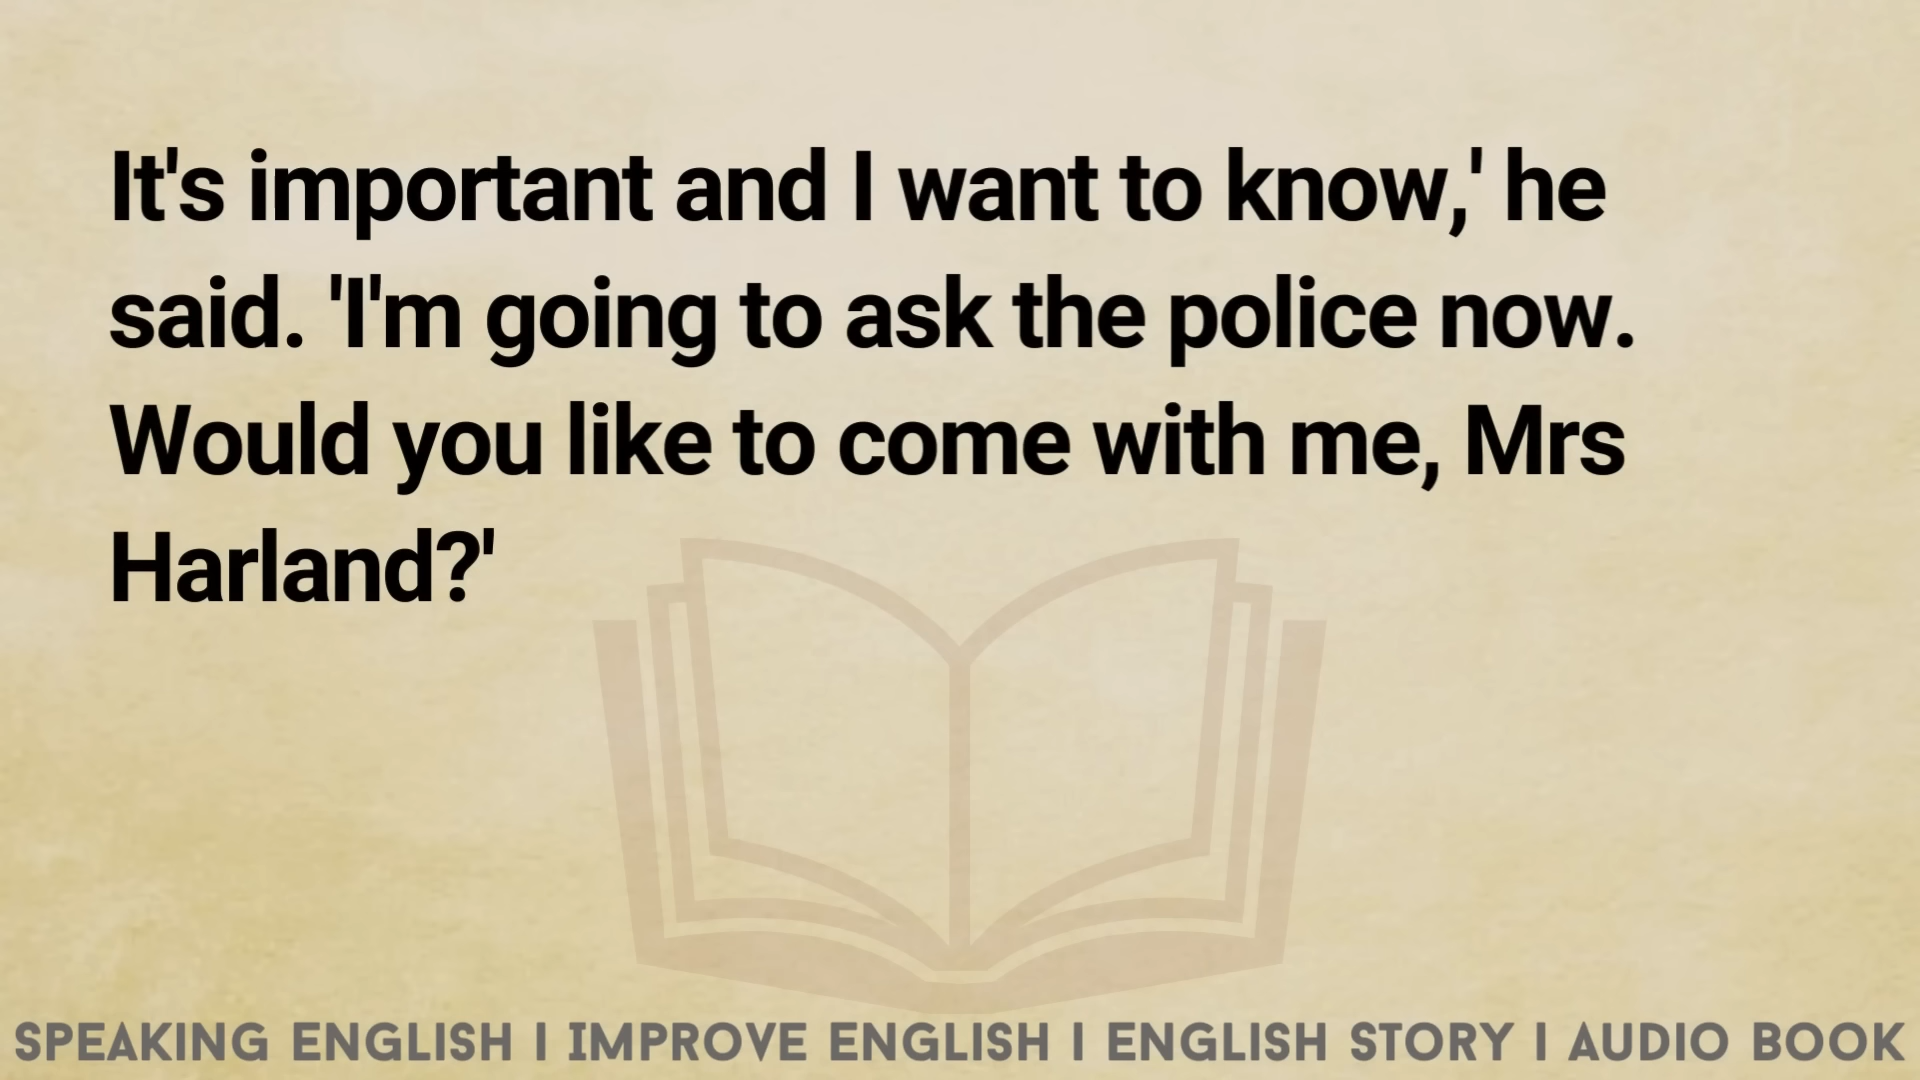 It's important and I want to know,' he
said. 'I'm going to ask the police now.
Would you like to come with me, Mrs
Harland?'
SPEAKING ENGLISH I IMPROVE ENGLISH I ENGLISH STORY I AUDIO BOOK